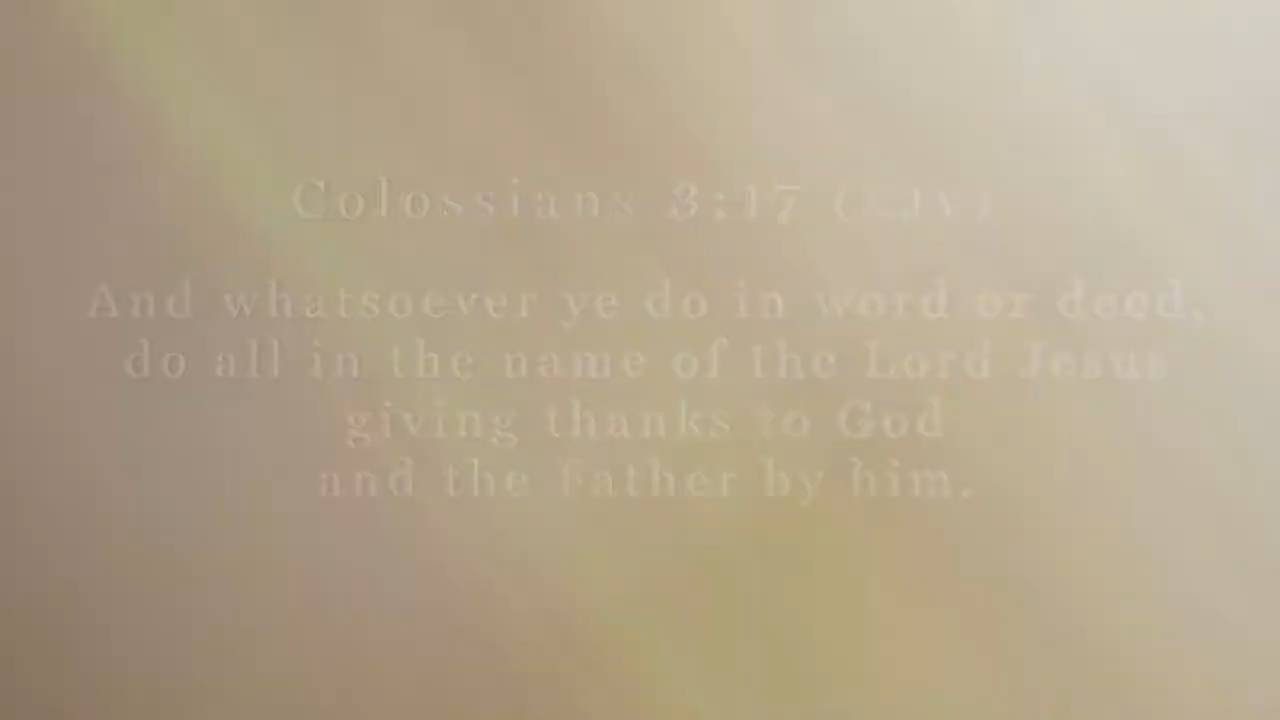 Colossians 3:17 (KJV)
And whatsoever ye do in word or deed,
do all in the name of the Lord Jesus
giving thanks to God
and the Father by him.